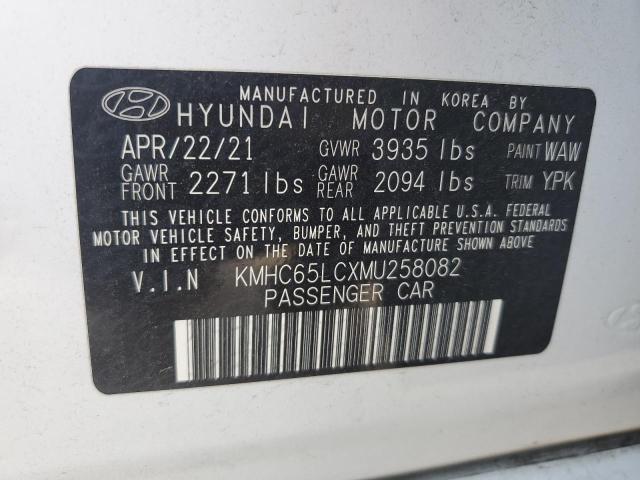 MANUFACTURED IN KOREA BY
HYUNDAI MOTOR COMPANY
APR/22/21 GVWR 3935 lbs PAINT WAW
GAWR FRONT 2271 lbs GAWR REAR 2094 lbs TRIM YPK
THIS VEHICLE CONFORMS TO ALL APPLICABLE U.S.A. FEDERAL
MOTOR VEHICLE SAFETY, BUMPER, AND THEFT PREVENTION STANDARDS
IN EFFECT ON THE DATE OF MANUFACTURE SHOWN ABOVE.
V.I.N KMHC65LCXMU258082
PASSENGER CAR